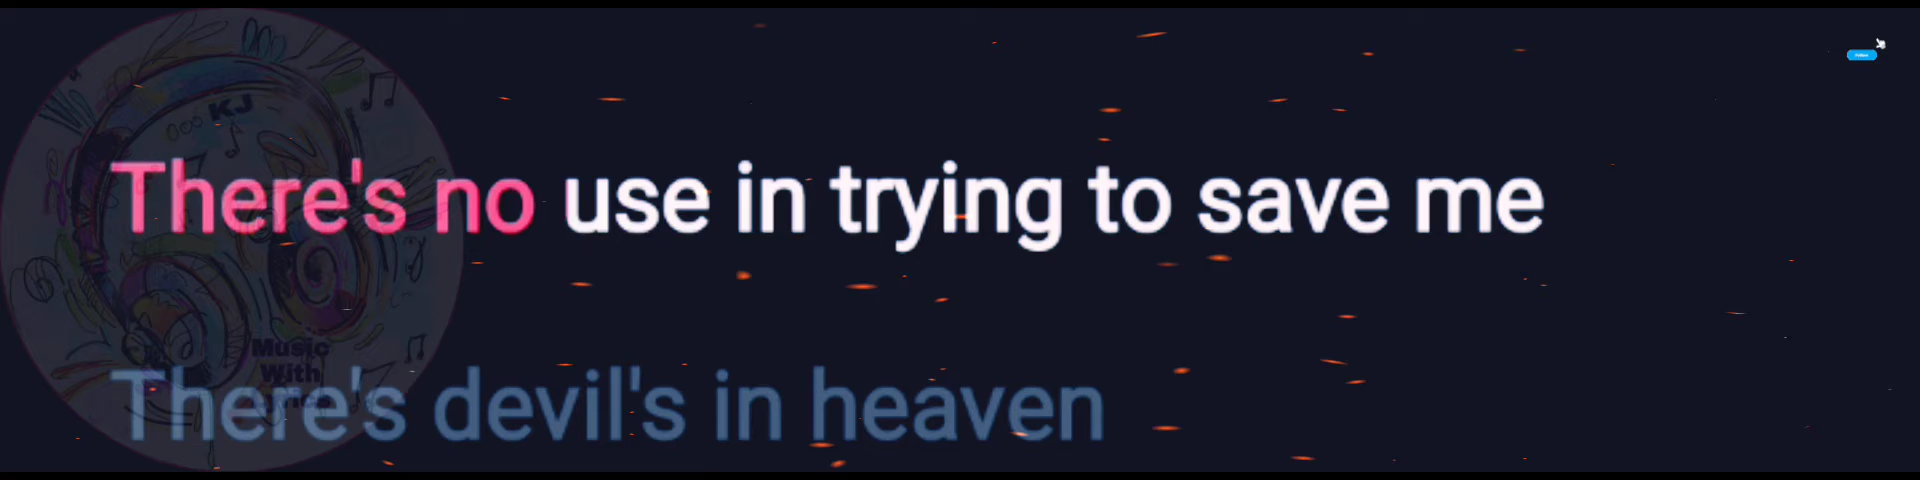 KJ
There's no use in trying to save me
Music
With
There's devil's in heaven